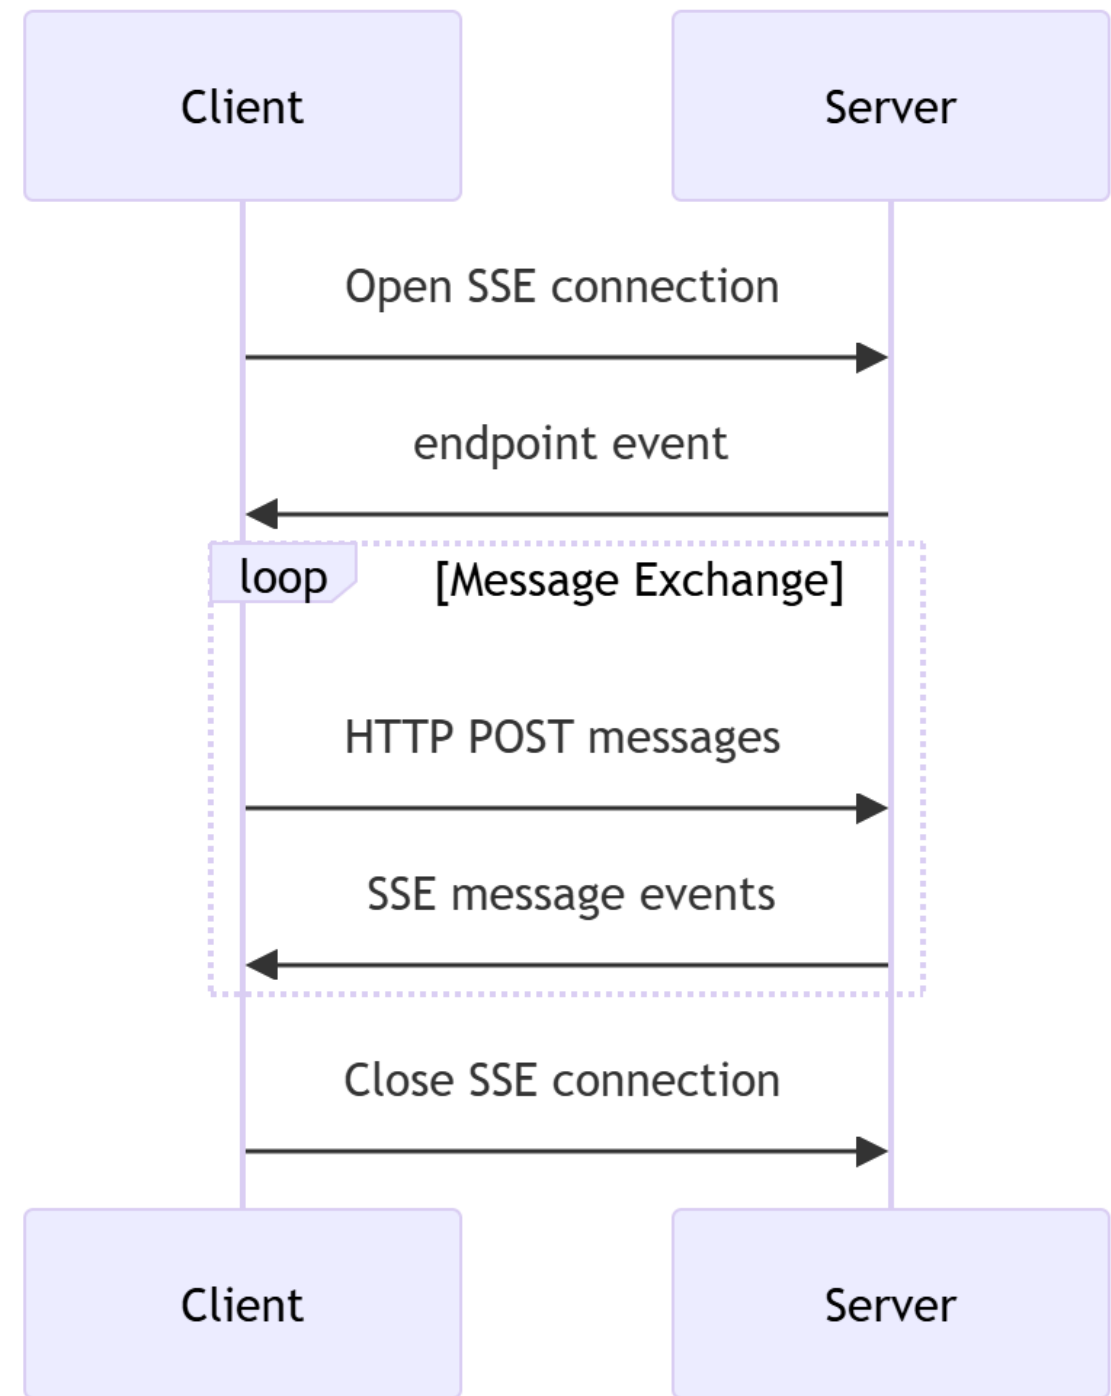 Client
Server
Open SSE connection
endpoint event
loop
[Message Exchange]
HTTP POST messages
SSE message events
Close SSE connection
Client
Server